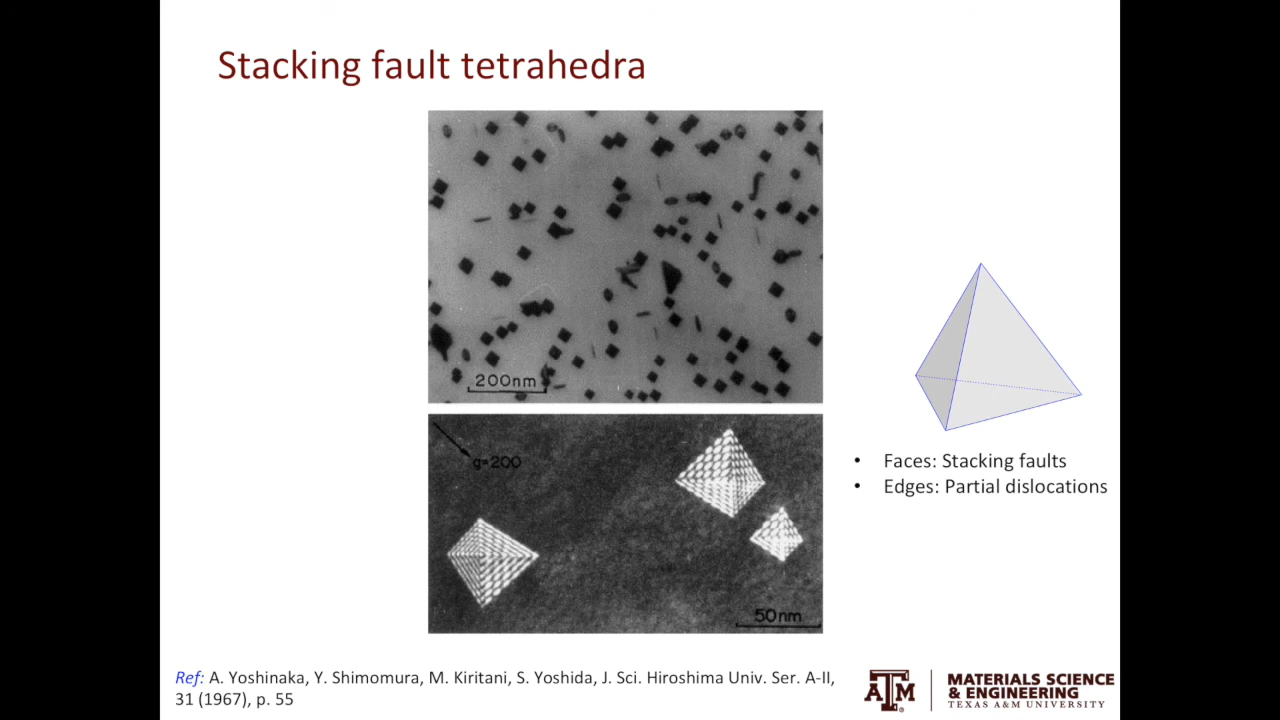 Stacking fault tetrahedra
200nm
g=200
50nm
• Faces: Stacking faults
• Edges: Partial dislocations
Ref: A. Yoshinaka, Y. Shimomura, M. Kiritani, S. Yoshida, J. Sci. Hiroshima Univ. Ser. A-II,
31 (1967), p. 55
ATM
MATERIALS SCIENCE
& ENGINEERING
TEXAS A&M UNIVERSITY